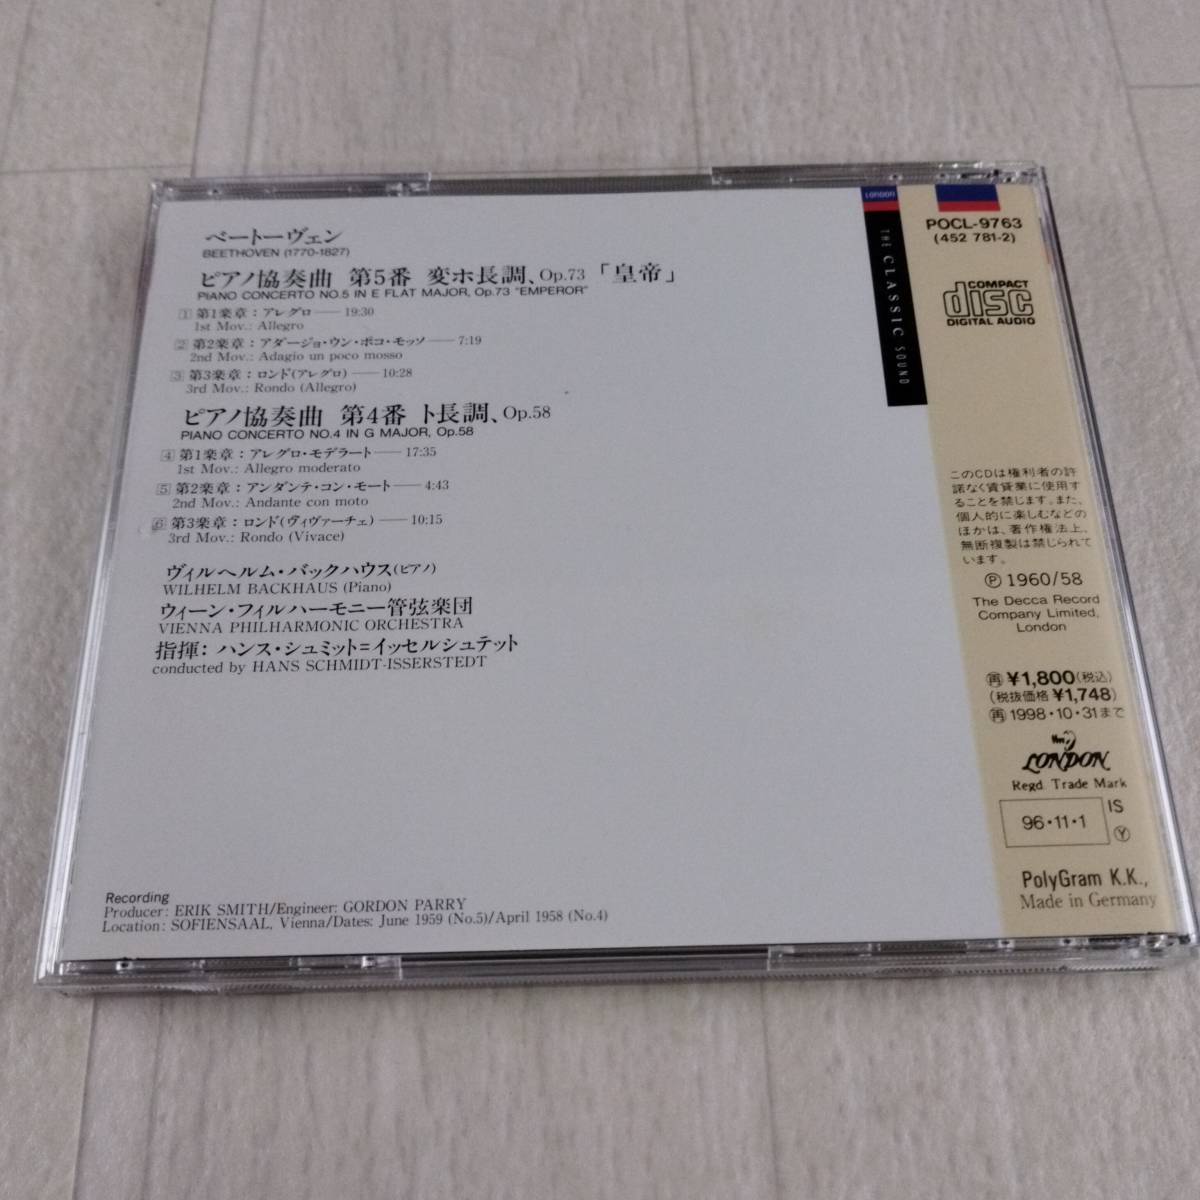 ベートーヴェン
BEETHOVEN (1770-1827)
ピアノ協奏曲 第5番 変ホ長調、Op.73 「皇帝」
PIANO CONCERTO NO.5 IN E FLAT MAJOR, Op.73 "EMPEROR"
1 第1楽章：アレグロ——19:30
1st Mov.: Allegro
2 第2楽章：アダージョ・ウン・ポコ・モッソ——7:19
2nd Mov.: Adagio un poco mosso
3 第3楽章：ロンド(アレグロ)——10:28
3rd Mov.: Rondo (Allegro)
ピアノ協奏曲 第4番 ト長調、Op.58
PIANO CONCERTO NO.4 IN G MAJOR, Op.58
4 第1楽章：アレグロ・モデラート——17:35
1st Mov.: Allegro moderato
5 第2楽章：アンダンテ・コン・モート——4:43
2nd Mov.: Andante con moto
6 第3楽章：ロンド(ヴィヴァーチェ)——10:15
3rd Mov.: Rondo (Vivace)
ヴィルヘルム・バックハウス(ピアノ)
WILHELM BACKHAUS (Piano)
ウィーン・フィルハーモニー管弦楽団
VIENNA PHILHARMONIC ORCHESTRA
指揮：ハンス・シュミット=イッセルシュテット
conducted by HANS SCHMIDT-ISSERSTEDT
Recording
Producer: ERIK SMITH/Engineer: GORDON PARRY
Location: SOFIENSAAL, Vienna/Dates: June 1959 (No.5)/April 1958 (No.4)
LONDON
THE CLASSIC SOUND
POCL-9763
(452 781-2)
COMPACT
disc
DIGITAL AUDIO
このCDは権利者の許
諾なく賃貸業に使用す
ることを禁じます。また、
個人的に楽しむなどの
ほかは、著作権法上、
無断複製は禁じられて
います。
Ⓟ 1960/58
The Decca Record
Company Limited,
London
再 ¥1,800(税込)
(税抜価格 ¥1,748)
再 1998・10・31まで
LONDON
Regd. Trade Mark
96・11・1
IS
Ⓨ
PolyGram K.K.,
Made in Germany